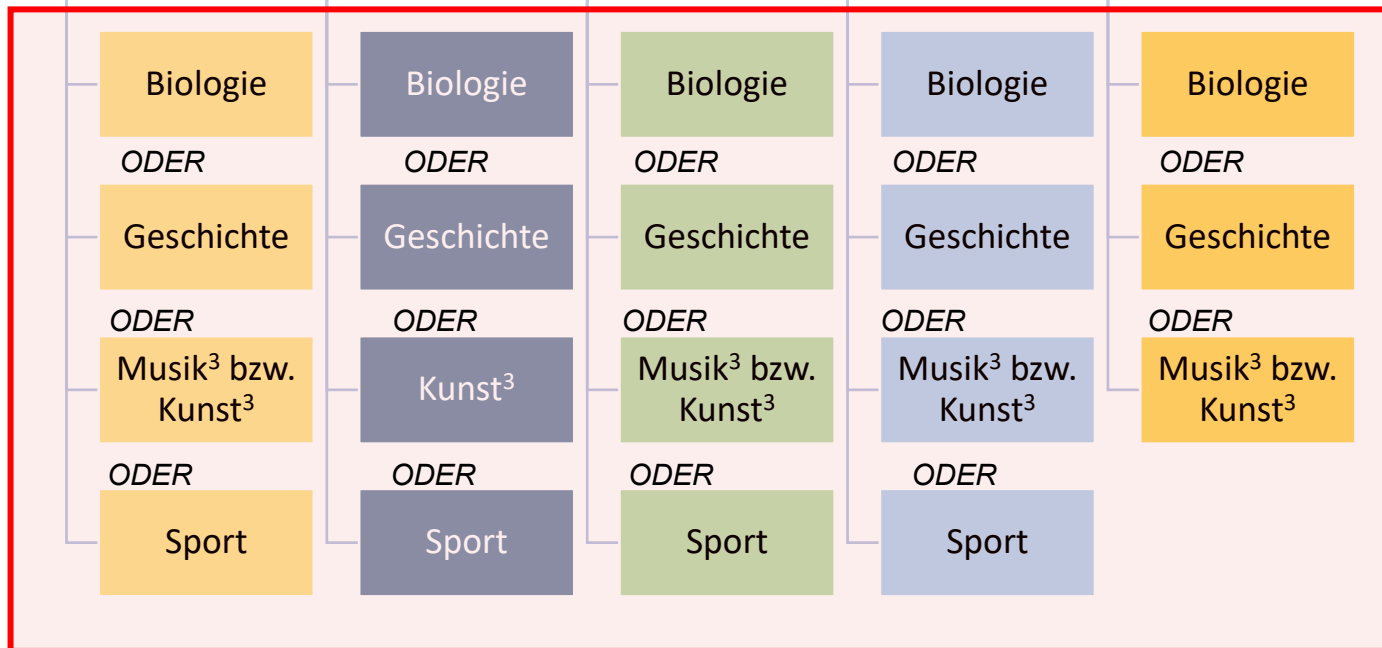 Biologie Biologie Biologie Biologie Biologie
ODER ODER ODER ODER ODER
Geschichte Geschichte Geschichte Geschichte Geschichte
ODER ODER ODER ODER ODER
Musik³ bzw. Kunst³ Musik³ bzw. Musik³ bzw. Musik³ bzw.
Kunst³ Kunst³ Kunst³ Kunst³
ODER ODER ODER ODER
Sport Sport Sport Sport